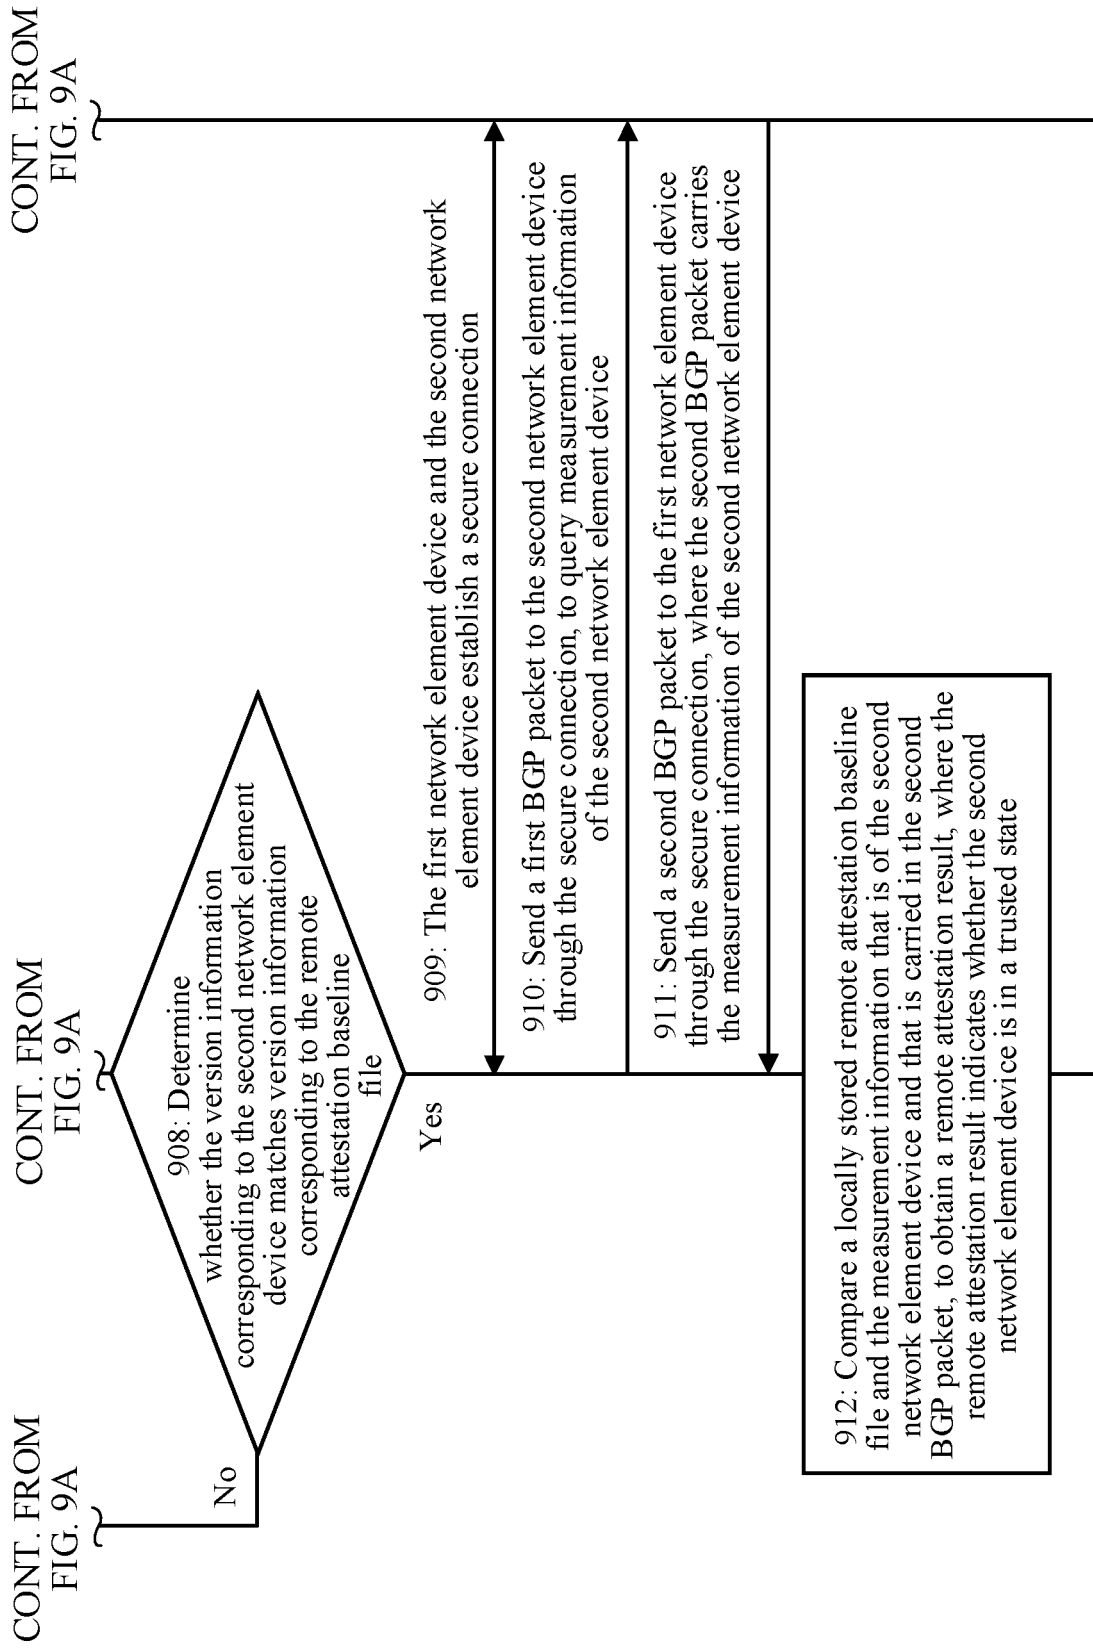 CONT. FROM
FIG. 9A
CONT. FROM
FIG. 9A
CONT. FROM
FIG. 9A
908: Determine
whether the version information
corresponding to the second network element
device matches version information
corresponding to the remote
attestation baseline
file
No
Yes
909: The first network element device and the second network
element device establish a secure connection
910: Send a first BGP packet to the second network element device
through the secure connection, to query measurement information
of the second network element device
911: Send a second BGP packet to the first network element device
through the secure connection, where the second BGP packet carries
the measurement information of the second network element device
912: Compare a locally stored remote attestation baseline
file and the measurement information that is of the second
network element device and that is carried in the second
BGP packet, to obtain a remote attestation result, where the
remote attestation result indicates whether the second
network element device is in a trusted state